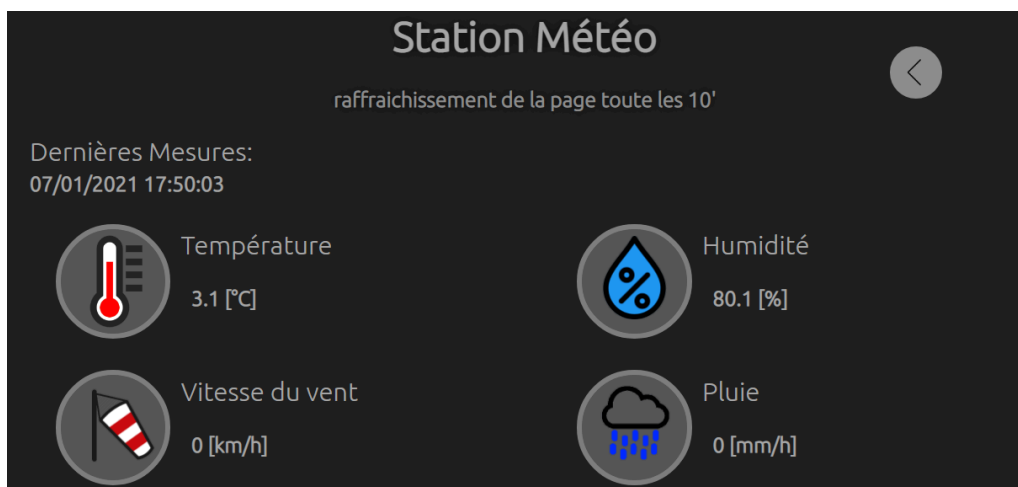 Station Météo
raffraichissement de la page toute les 10'
Dernières Mesures:
07/01/2021 17:50:03
Température
3.1 [°C]
Humidité
80.1 [%]
Vitesse du vent
0 [km/h]
Pluie
0 [mm/h]